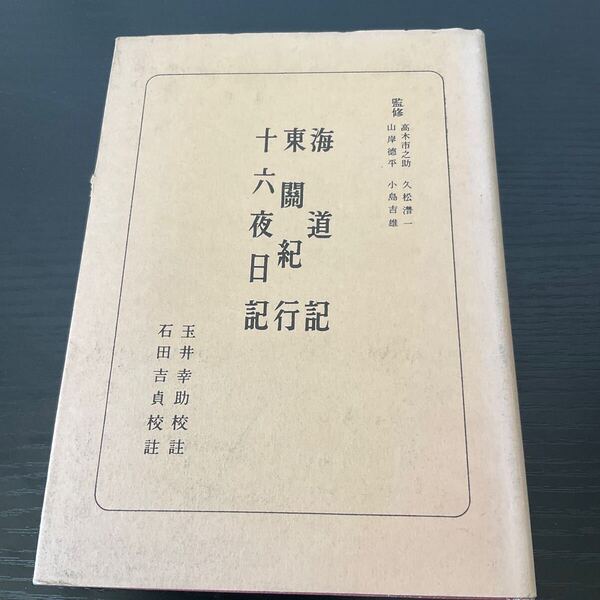 監修
高木市之助 久松潛一
山岸德平 小島吉雄
海道記
東關紀行
十六夜日記
玉井幸助校註
石田吉貞校註